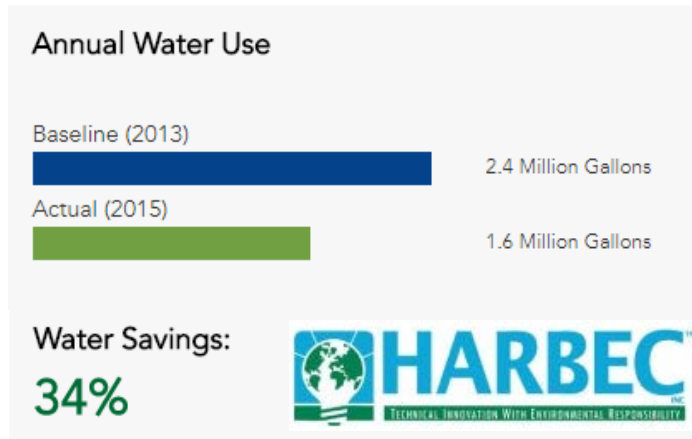 Annual Water Use
Baseline (2013)
2.4 Million Gallons
Actual (2015)
1.6 Million Gallons
Water Savings:
34%
HARBEC
INC
TECHNICAL INNOVATION WITH ENVIRONMENTAL RESPONSIBILITY